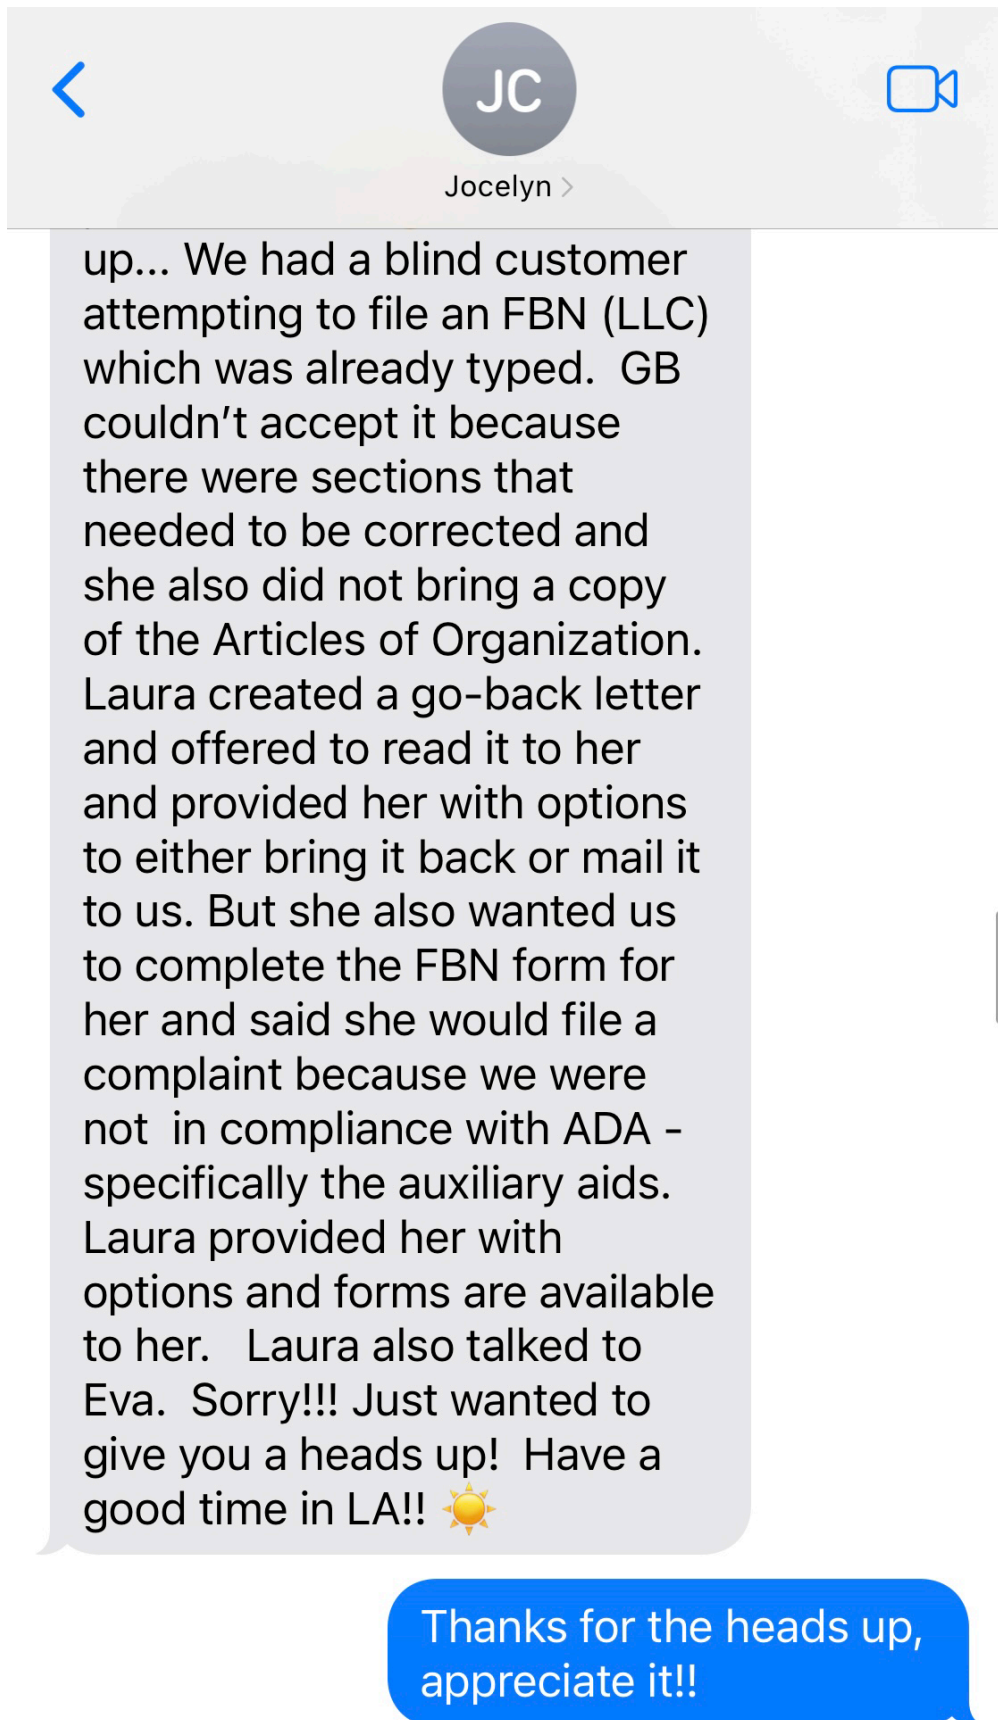 JC
Jocelyn
up... We had a blind customer
attempting to file an FBN (LLC)
which was already typed.  GB
couldn’t accept it because
there were sections that
needed to be corrected and
she also did not bring a copy
of the Articles of Organization.
Laura created a go-back letter
and offered to read it to her
and provided her with options
to either bring it back or mail it
to us. But she also wanted us
to complete the FBN form for
her and said she would file a
complaint because we were
not  in compliance with ADA -
specifically the auxiliary aids.
Laura provided her with
options and forms are available
to her.   Laura also talked to
Eva.  Sorry!!! Just wanted to
give you a heads up!  Have a
good time in LA!! ☀️
Thanks for the heads up,
appreciate it!!